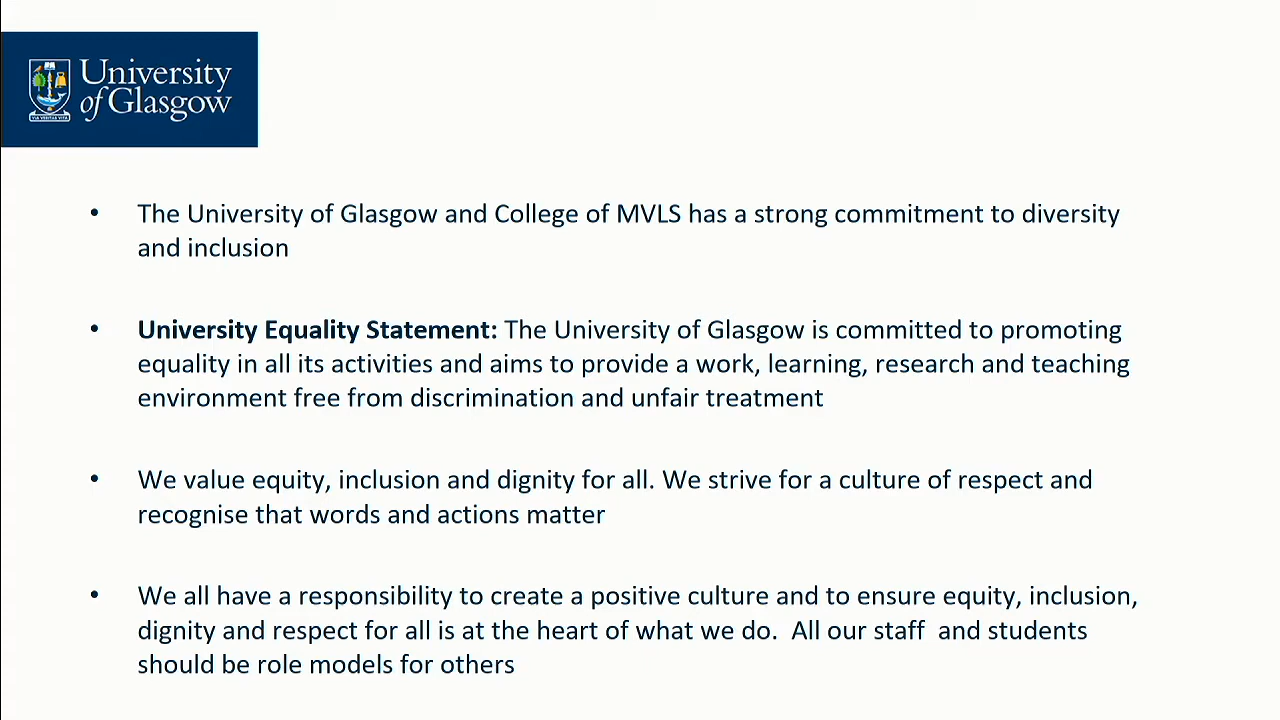 University
of Glasgow
VIA VERITAS VITA
• The University of Glasgow and College of MVLS has a strong commitment to diversity
and inclusion
• University Equality Statement: The University of Glasgow is committed to promoting
equality in all its activities and aims to provide a work, learning, research and teaching
environment free from discrimination and unfair treatment
• We value equity, inclusion and dignity for all. We strive for a culture of respect and
recognise that words and actions matter
• We all have a responsibility to create a positive culture and to ensure equity, inclusion,
dignity and respect for all is at the heart of what we do.  All our staff  and students
should be role models for others